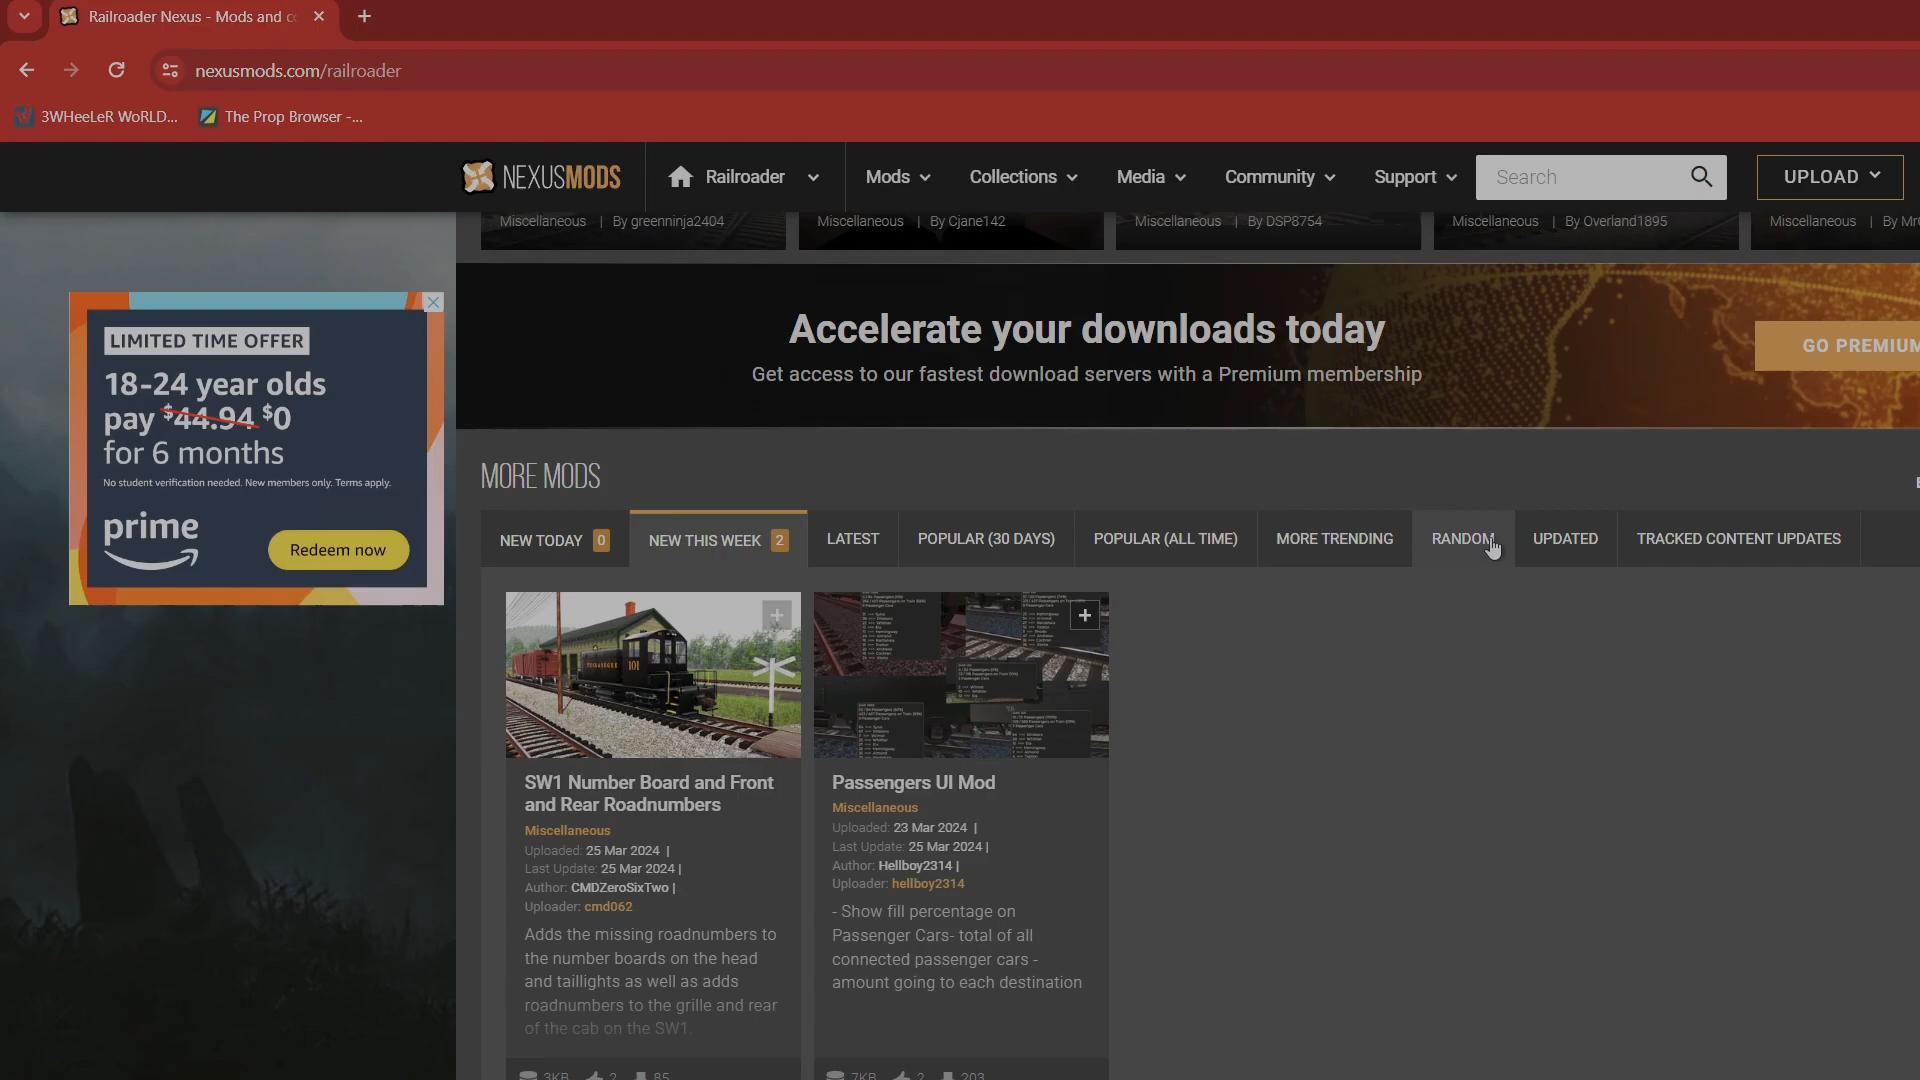 Railroader Nexus - Mods and c
nexusmods.com/railroader
3WHeeLeR WoRLD...
The Prop Browser -...
NEXUSMODS
Railroader
Mods
Collections
Media
Community
Support
Search
UPLOAD
Miscellaneous | By greenninja2404
Miscellaneous | By Cjane142
Miscellaneous | By DSP8754
Miscellaneous | By Overland1895
Miscellaneous | By Mr
LIMITED TIME OFFER
18-24 year olds
pay $44.94 $0
for 6 months
No student verification needed. New members only. Terms apply.
prime
Redeem now
Accelerate your downloads today
Get access to our fastest download servers with a Premium membership
GO PREMIUM
MORE MODS
NEW TODAY 0
NEW THIS WEEK 2
LATEST
POPULAR (30 DAYS)
POPULAR (ALL TIME)
MORE TRENDING
RANDOM
UPDATED
TRACKED CONTENT UPDATES
101
SW1 Number Board and Front
and Rear Roadnumbers
Miscellaneous
Uploaded: 25 Mar 2024 |
Last Update: 25 Mar 2024 |
Author: CMDZeroSixTwo |
Uploader: cmd062
Adds the missing roadnumbers to
the number boards on the head
and taillights as well as adds
roadnumbers to the grille and rear
of the cab on the SW1.
3KB 2 85
Passengers UI Mod
Miscellaneous
Uploaded: 23 Mar 2024 |
Last Update: 25 Mar 2024 |
Author: Hellboy2314 |
Uploader: hellboy2314
- Show fill percentage on
Passenger Cars- total of all
connected passenger cars -
amount going to each destination
7KB 2 203